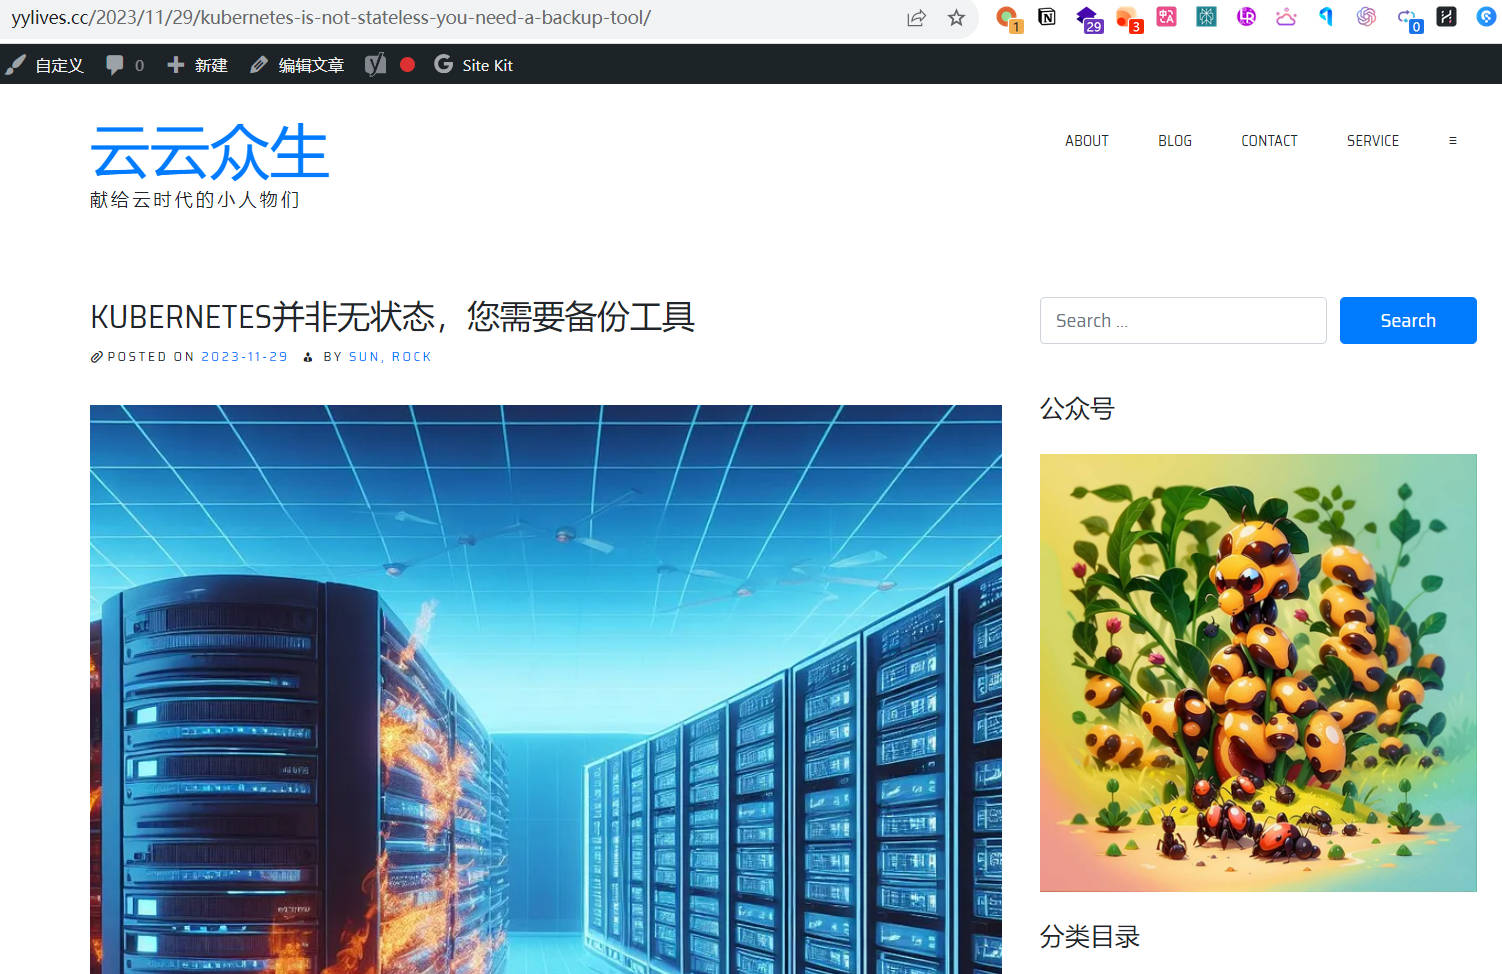 yylives.cc/2023/11/29/kubernetes-is-not-stateless-you-need-a-backup-tool/
1
29
3
0
自定义 0 新建 编辑文章 Site Kit
云云众生
献给云时代的小人物们
ABOUT BLOG CONTACT SERVICE ≡
KUBERNETES并非无状态，您需要备份工具
POSTED ON 2023-11-29 BY SUN, ROCK
Search ... Search
公众号
分类目录